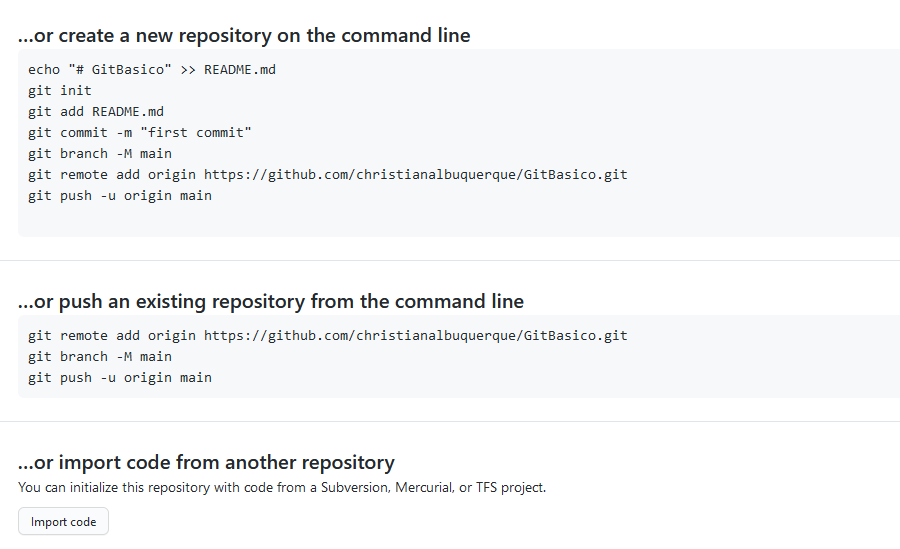 ...or create a new repository on the command line
echo "# GitBasico" >> README.md
git init
git add README.md
git commit -m "first commit"
git branch -M main
git remote add origin https://github.com/christianalbuquerque/GitBasico.git
git push -u origin main
...or push an existing repository from the command line
git remote add origin https://github.com/christianalbuquerque/GitBasico.git
git branch -M main
git push -u origin main
...or import code from another repository
You can initialize this repository with code from a Subversion, Mercurial, or TFS project.
Import code